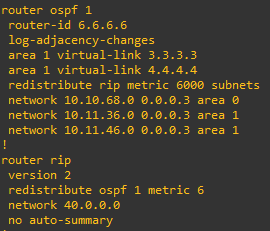 router ospf 1
router-id 6.6.6.6
log-adjacency-changes
area 1 virtual-link 3.3.3.3
area 1 virtual-link 4.4.4.4
redistribute rip metric 6000 subnets
network 10.10.68.0 0.0.0.3 area 0
network 10.11.36.0 0.0.0.3 area 1
network 10.11.46.0 0.0.0.3 area 1
!
router rip
version 2
redistribute ospf 1 metric 6
network 40.0.0.0
no auto-summary